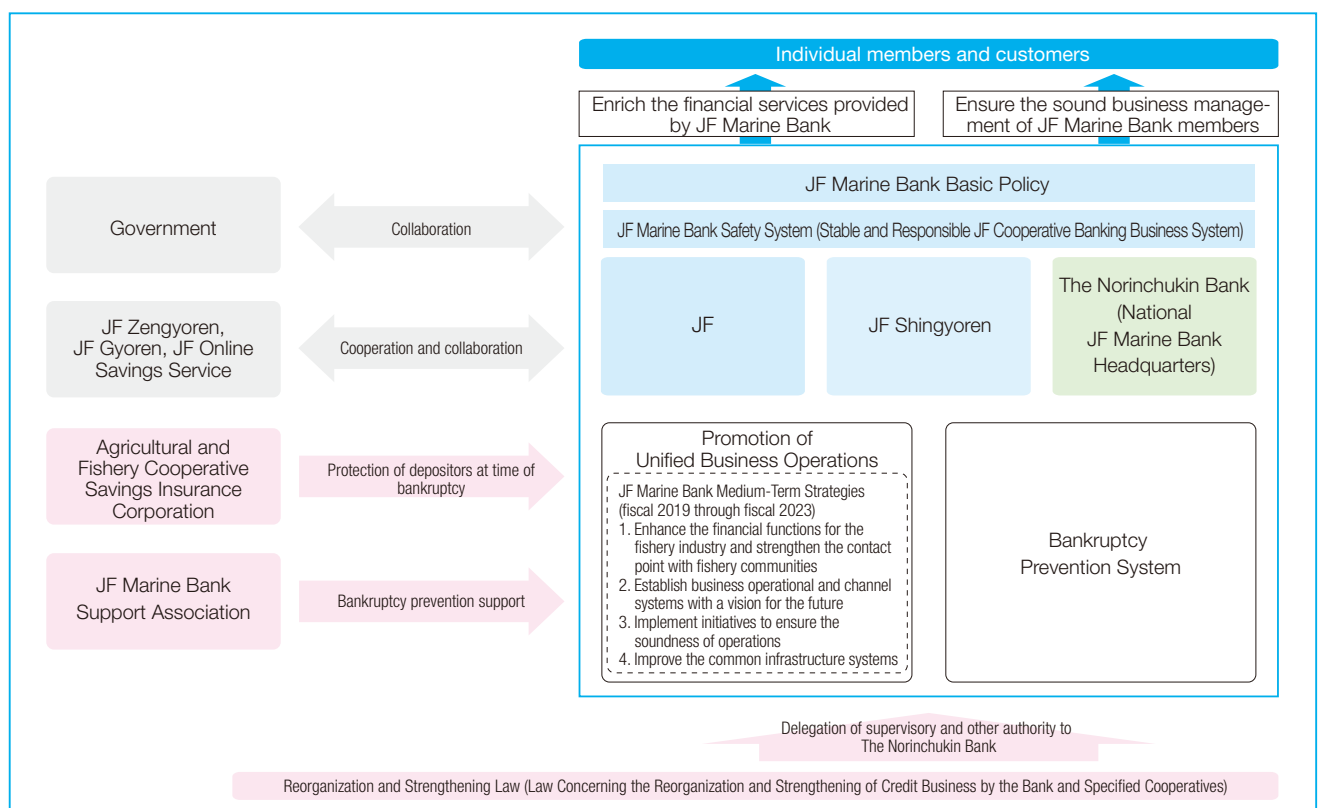 Individual members and customers
Enrich the financial services provided
by JF Marine Bank
Ensure the sound business manage-
ment of JF Marine Bank members
JF Marine Bank Basic Policy
JF Marine Bank Safety System (Stable and Responsible JF Cooperative Banking Business System)
Government
Collaboration
JF
JF Shingyoren
The Norinchukin Bank
(National
JF Marine Bank
Headquarters)
JF Zengyoren,
JF Gyoren, JF Online
Savings Service
Cooperation and collaboration
Agricultural and
Fishery Cooperative
Savings Insurance
Corporation
Protection of depositors at time of
bankruptcy
JF Marine Bank
Support Association
Bankruptcy prevention support
Promotion of
Unified Business Operations
JF Marine Bank Medium-Term Strategies
(fiscal 2019 through fiscal 2023)
1. Enhance the financial functions for the
fishery industry and strengthen the contact
point with fishery communities
2. Establish business operational and channel
systems with a vision for the future
3. Implement initiatives to ensure the
soundness of operations
4. Improve the common infrastructure systems
Bankruptcy
Prevention System
Delegation of supervisory and other authority to
The Norinchukin Bank
Reorganization and Strengthening Law (Law Concerning the Reorganization and Strengthening of Credit Business by the Bank and Specified Cooperatives)